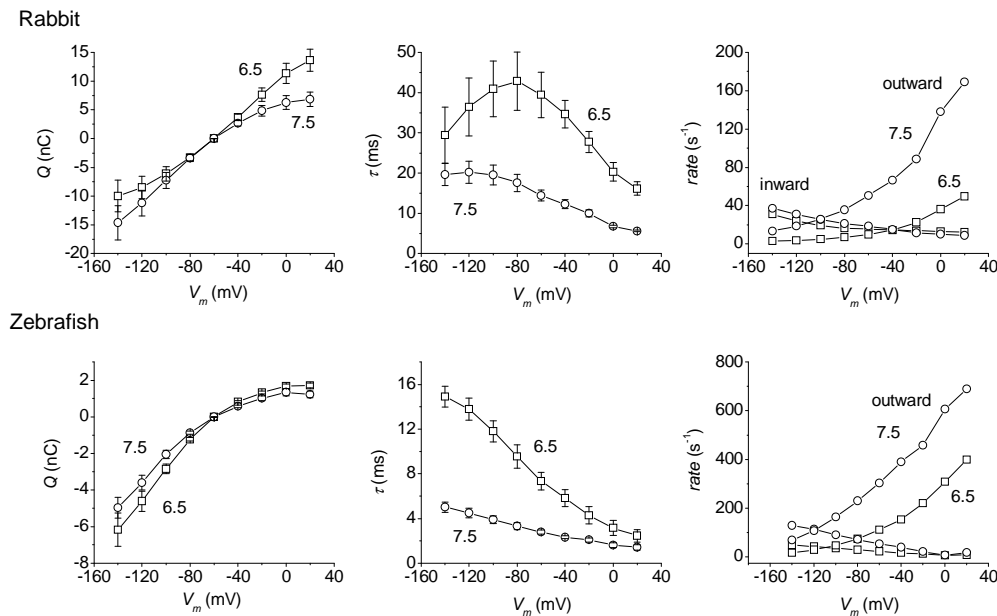 Rabbit
15
10
5
0
-5
-10
-15
-20
Q (nC)
6.5
7.5
-160 -120 -80 -40 0 40
V_m (mV)
50
40
30
20
10
0
τ (ms)
6.5
7.5
-160 -120 -80 -40 0 40
V_m (mV)
200
160
120
80
40
0
rate (s⁻¹)
outward
7.5
6.5
inward
-160 -120 -80 -40 0 40
V_m (mV)
Zebrafish
2
0
-2
-4
-6
-8
Q (nC)
7.5
6.5
-160 -120 -80 -40 0 40
V_m (mV)
16
12
8
4
0
τ (ms)
6.5
7.5
-160 -120 -80 -40 0 40
V_m (mV)
800
600
400
200
0
rate (s⁻¹)
outward
7.5
6.5
-160 -120 -80 -40 0 40
V_m (mV)